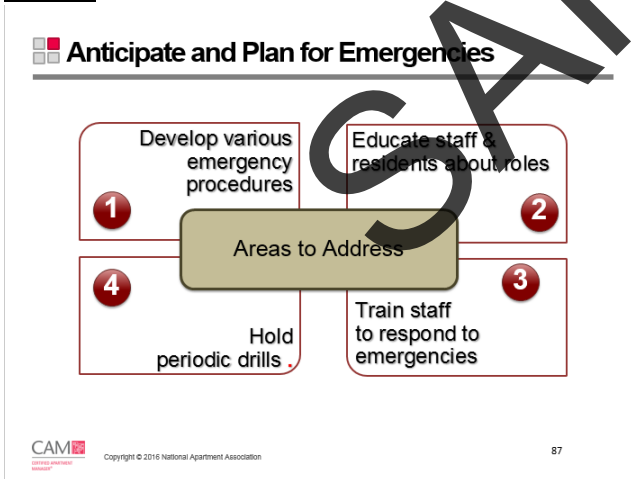 Anticipate and Plan for Emergencies
Develop various
emergency
procedures
1
Educate staff &
residents about roles
2
Areas to Address
4
Hold
periodic drills .
3
Train staff
to respond to
emergencies
CAM
CERTIFIED APARTMENT
MANAGER
Copyright © 2016 National Apartment Association
87
SA